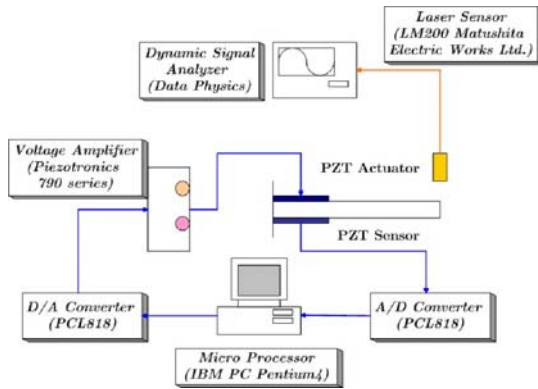 Laser Sensor
(LM200 Matushita
Electric Works Ltd.)
Dynamic Signal
Analyzer
(Data Physics)
Voltage Amplifier
(Piezotronics
790 series)
PZT Actuator
PZT Sensor
D/A Converter
(PCL818)
A/D Converter
(PCL818)
Micro Processor
(IBM PC Pentium4)